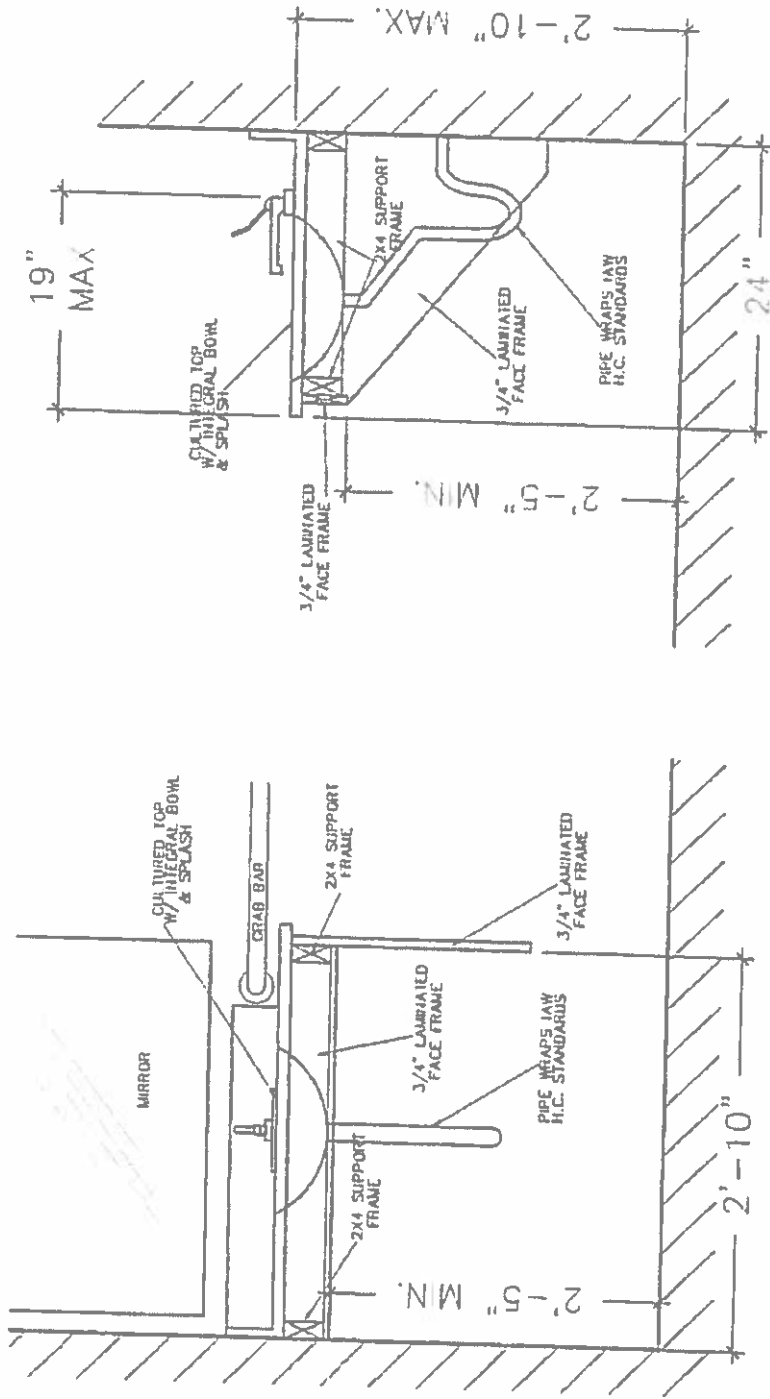 19"
MAX
CULTURED TOP
W/ INTEGRAL BOWL
& SPLASH
3/4" LAMINATED
FACE FRAME
2X4 SUPPORT
FRAME
3/4" LAMINATED
FACE FRAME
PIPE WRAPS IAW
H.C. STANDARDS
2'-5" MIN.
2'-10" MAX.
24"
MIRROR
CULTURED TOP
W/ INTEGRAL BOWL
& SPLASH
GRAB BAR
2X4 SUPPORT
FRAME
3/4" LAMINATED
FACE FRAME
3/4" LAMINATED
FACE FRAME
2X4 SUPPORT
FRAME
PIPE WRAPS IAW
H.C. STANDARDS
2'-5" MIN.
2'-10"